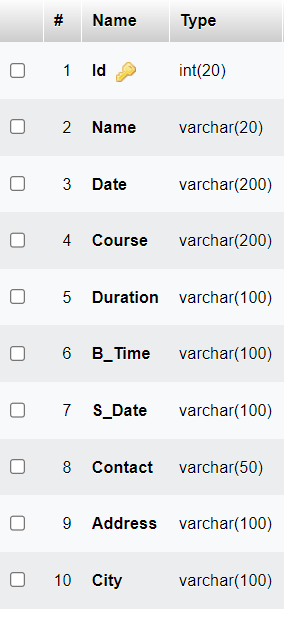 # Name Type
1 Id int(20)
2 Name varchar(20)
3 Date varchar(200)
4 Course varchar(200)
5 Duration varchar(100)
6 B_Time varchar(100)
7 S_Date varchar(100)
8 Contact varchar(50)
9 Address varchar(100)
10 City varchar(100)